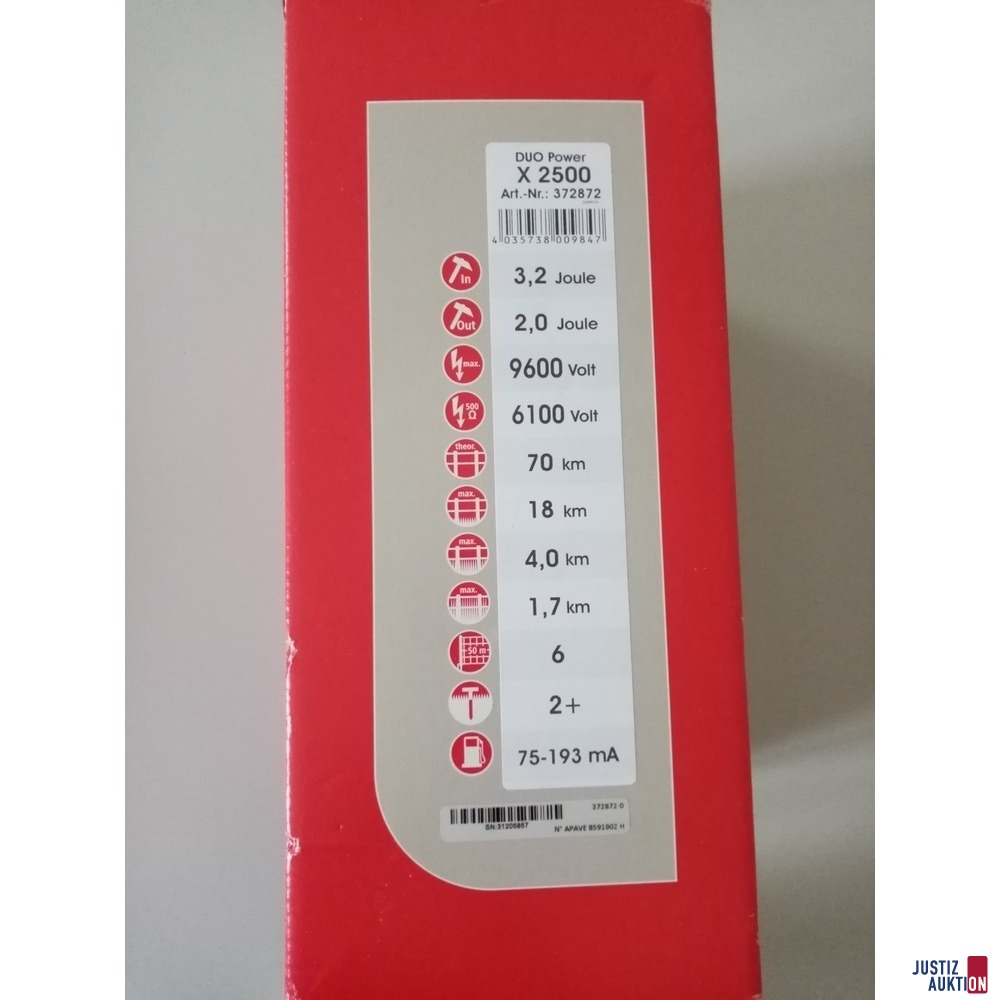 DUO Power
X 2500
Art.-Nr.: 372872
4 035738 009847
In
3,2 Joule
Out
2,0 Joule
max.
9600 Volt
500 Ω
6100 Volt
theor.
70 km
max.
18 km
max.
4,0 km
max.
1,7 km
50 m
6
2+
75-193 mA
372872-0
SN:31205857
N° APAVE 8591902 H
JUSTIZ
AUKTION